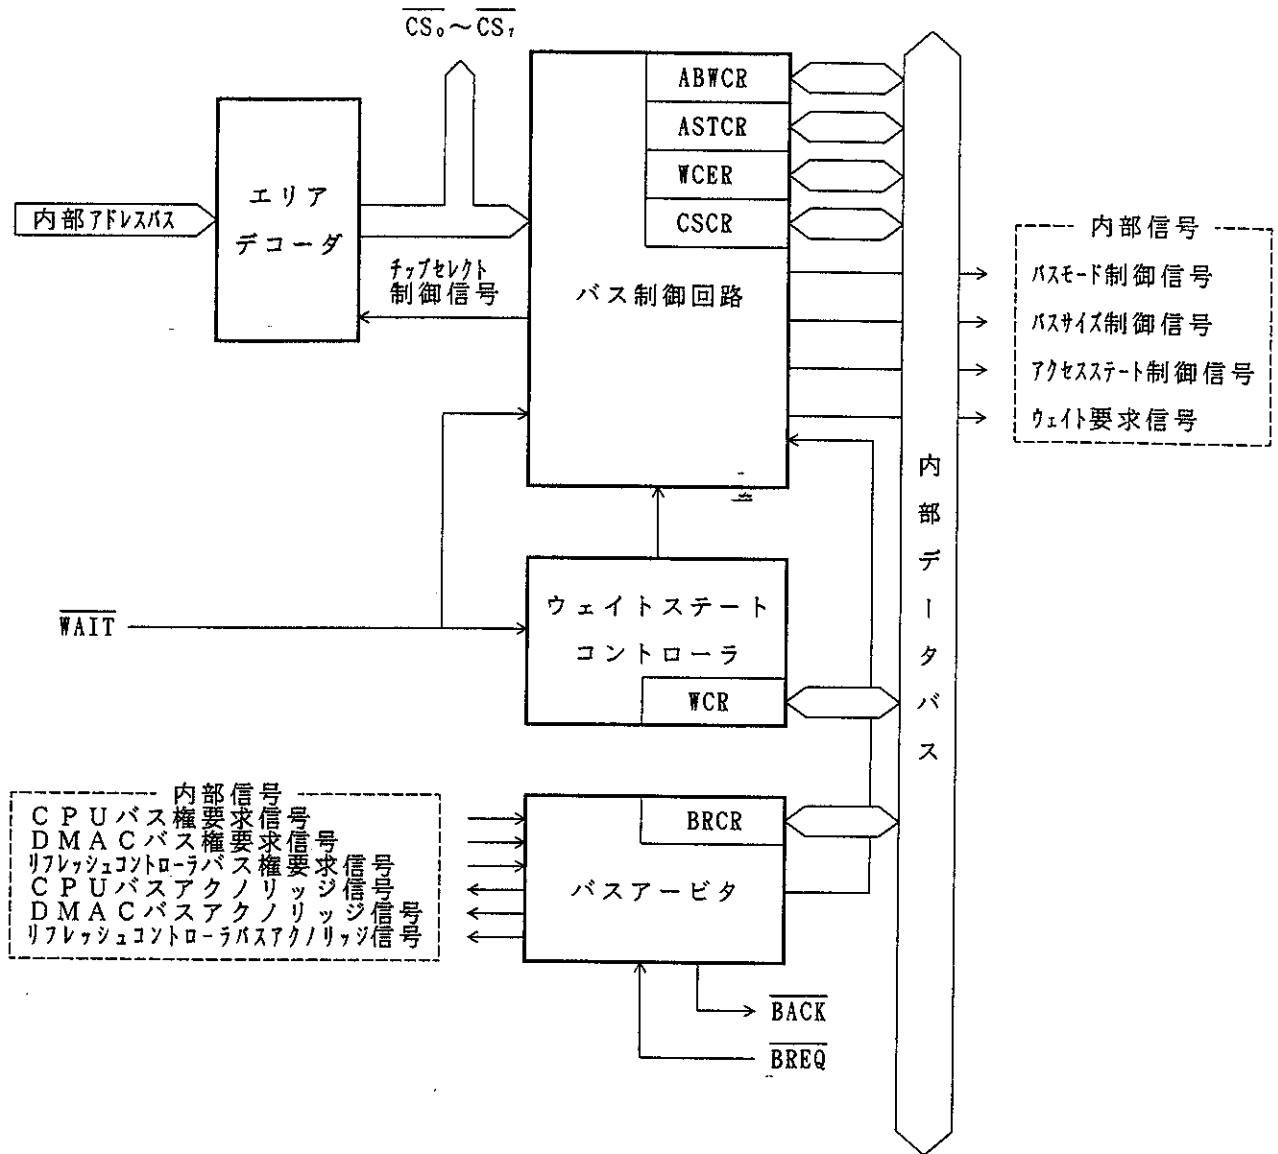 CS₀～CS₇
ABWCR
ASTCR
WCER
CSCR
エリア
デコーダ
内部アドレスバス
チップセレクト
制御信号
バス制御回路
内部信号
バスモード制御信号
バスサイズ制御信号
アクセスステート制御信号
ウェイト要求信号
内部データバス
WAIT
ウェイトステート
コントローラ
WCR
内部信号
CPUバス権要求信号
DMACバス権要求信号
リフレッシュコントローラバス権要求信号
CPUバスアクノリッジ信号
DMACバスアクノリッジ信号
リフレッシュコントローラバスアクノリッジ信号
BRCR
バスアービタ
BACK
BREQ